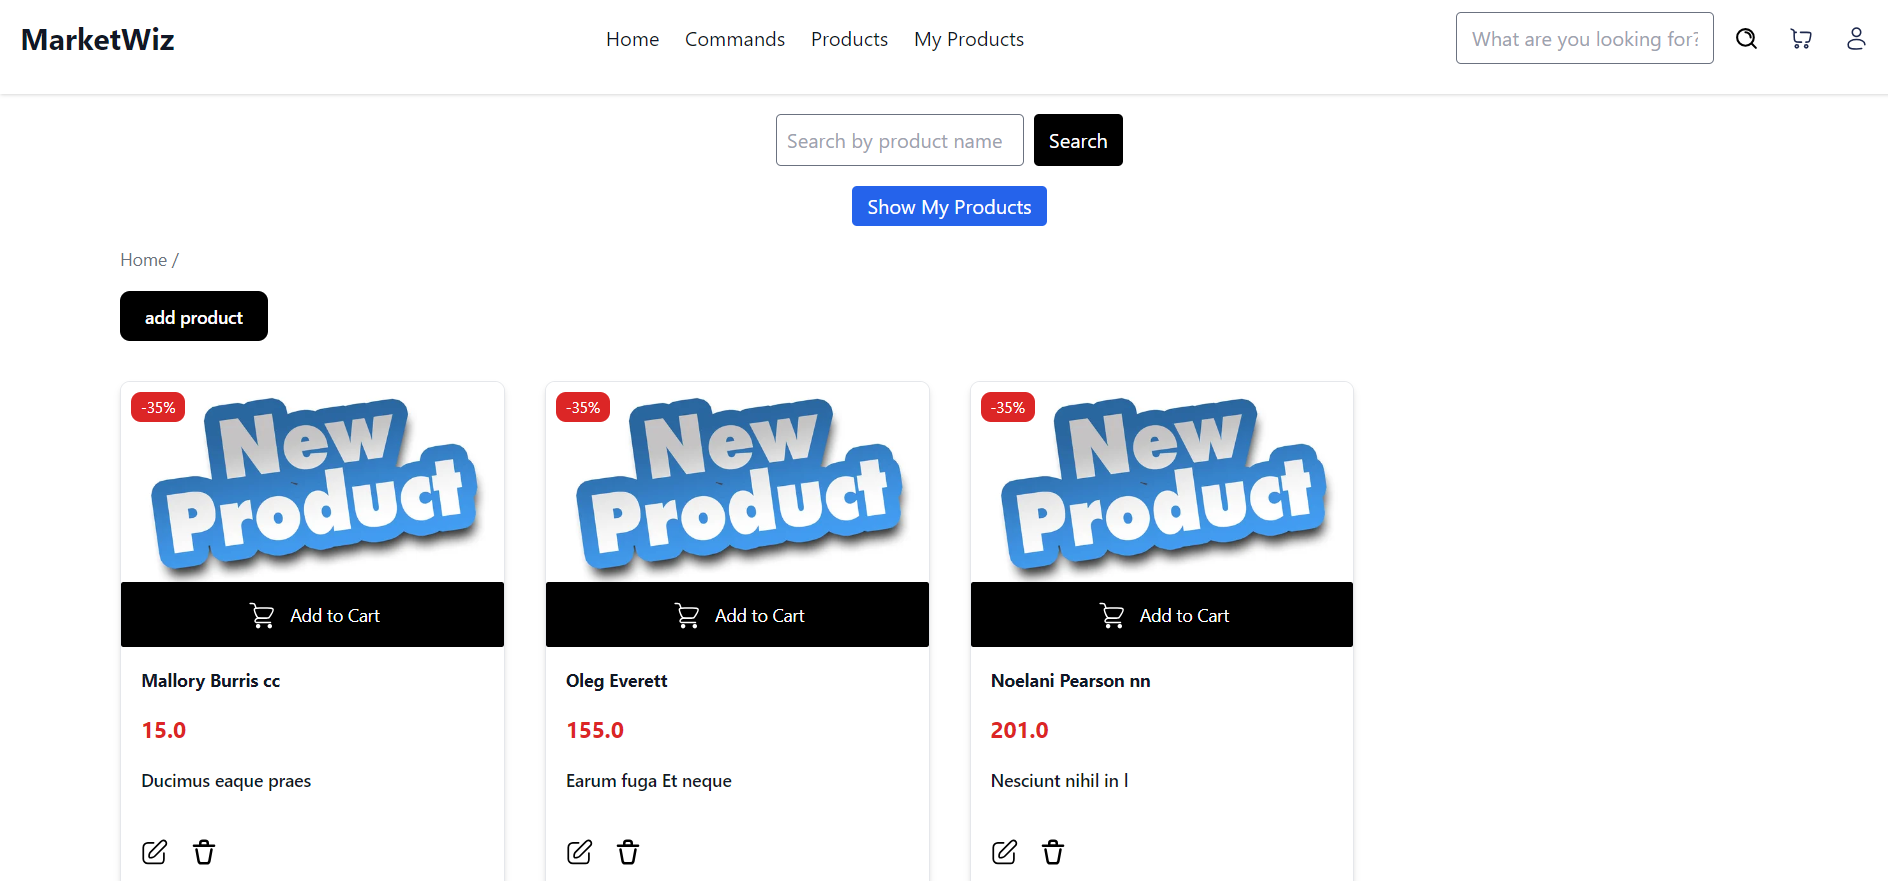 MarketWiz
Home Commands Products My Products
What are you looking for?
Search by product name
Search
Show My Products
Home /
add product
-35%
New
Product
Add to Cart
Mallory Burris cc
15.0
Ducimus eaque praes
-35%
New
Product
Add to Cart
Oleg Everett
155.0
Earum fuga Et neque
-35%
New
Product
Add to Cart
Noelani Pearson nn
201.0
Nesciunt nihil in l